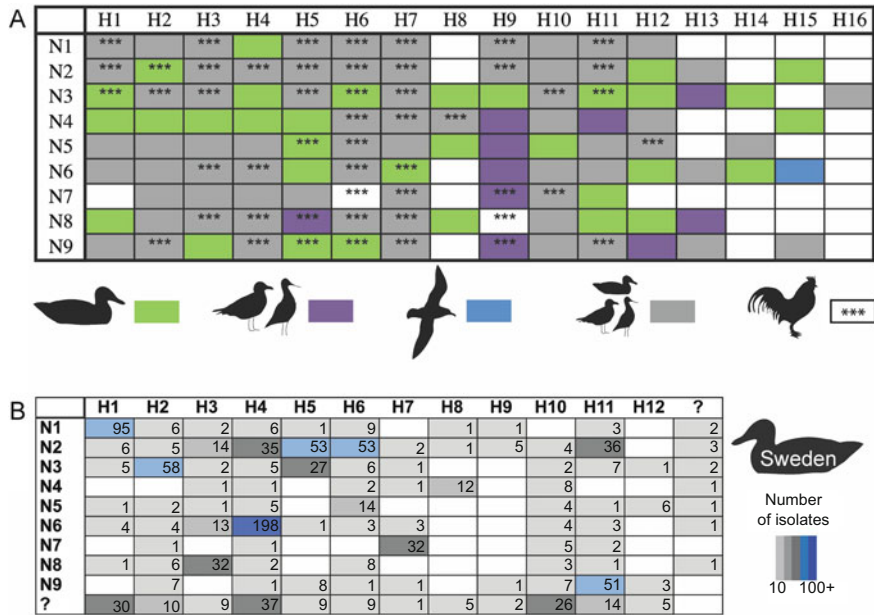 A H1 H2 H3 H4 H5 H6 H7 H8 H9 H10 H11 H12 H13 H14 H15 H16
N1 *** *** *** *** *** *** ***
N2 *** *** *** *** *** *** *** *** ***
N3 *** *** *** *** *** *** *** ***
N4 *** *** ***
N5 *** *** ***
N6 *** *** *** ***
N7 *** *** *** ***
N8 *** *** *** *** *** ***
N9 *** *** *** *** *** ***
***
B H1 H2 H3 H4 H5 H6 H7 H8 H9 H10 H11 H12 ?
N1 95 6 2 6 1 9 1 1 3 2
N2 6 5 14 35 53 53 2 1 5 4 36 3
N3 5 58 2 5 27 6 1 2 7 1 2
N4 1 1 2 1 12 8 1
N5 1 2 1 5 14 4 1 6 1
N6 4 4 13 198 1 3 3 4 3 1
N7 1 1 32 5 2
N8 1 6 32 2 8 3 1 1
N9 7 1 8 1 1 1 7 51 3
? 30 10 9 37 9 9 1 5 2 26 14 5
Sweden
Number
of isolates
10 100+